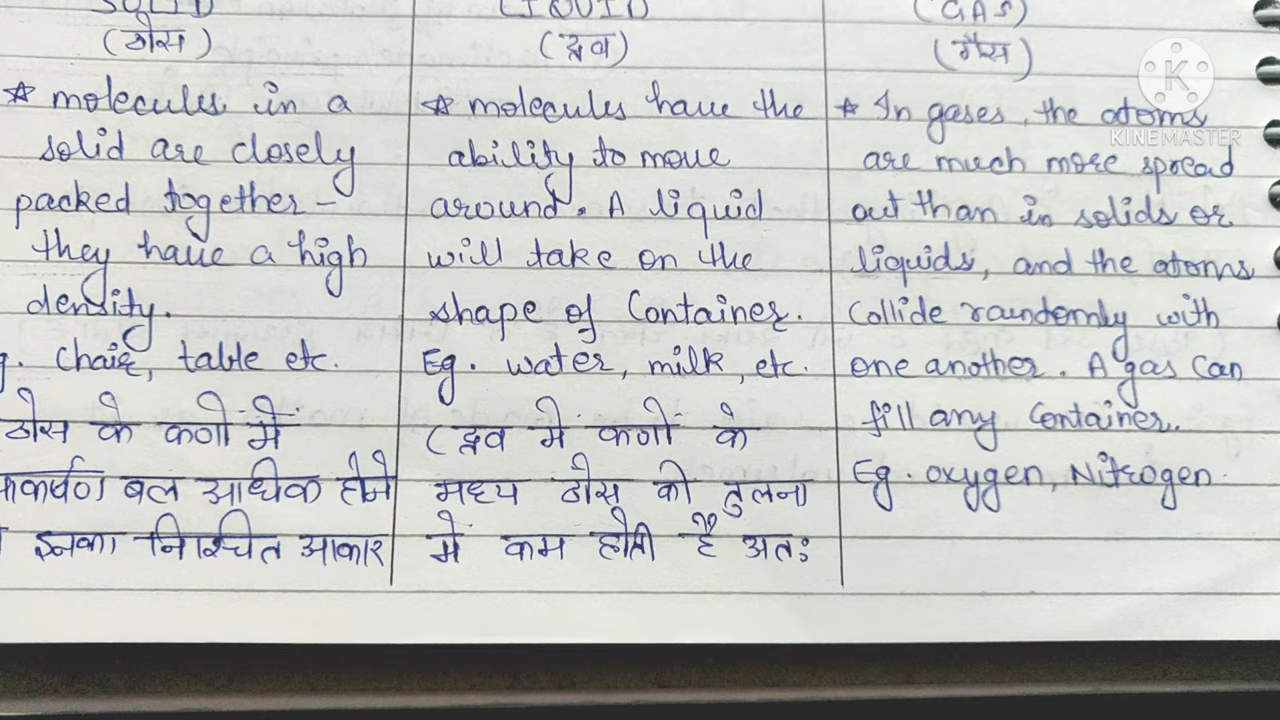 SOLID
(ठोस)
☆ molecules in a
solid are closely
packed together -
they have a high
density.
chair, table etc.
ठोस के कणो में
बल अधिक होने
इनका निश्चित आकार
LIQUID
(द्रव)
☆ molecules have the
ability to move
around. A liquid
will take on the
shape of Container.
Eg. water, milk, etc.
(द्रव में कणों के
मध्य ठोस की तुलना
में कम होती है अतः
(GAS)
(गैस)
☆ In gases, the atoms
are much more spread
out than in solids or
liquids, and the atoms
Collide randomly with
one another. A gas Can
fill any Container.
Eg. oxygen, Nitrogen.
K
KINEMASTER